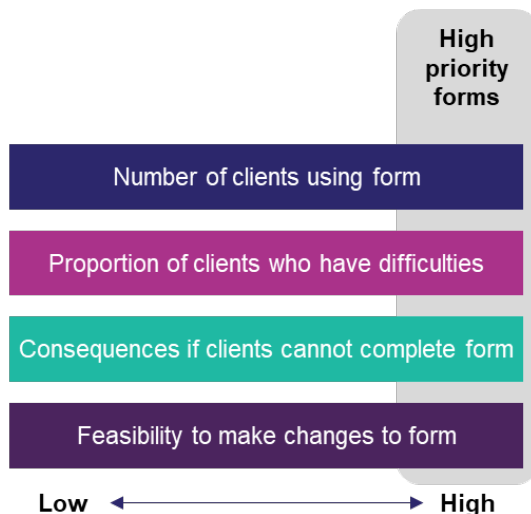 High
priority
forms
Number of clients using form
Proportion of clients who have difficulties
Consequences if clients cannot complete form
Feasibility to make changes to form
Low High